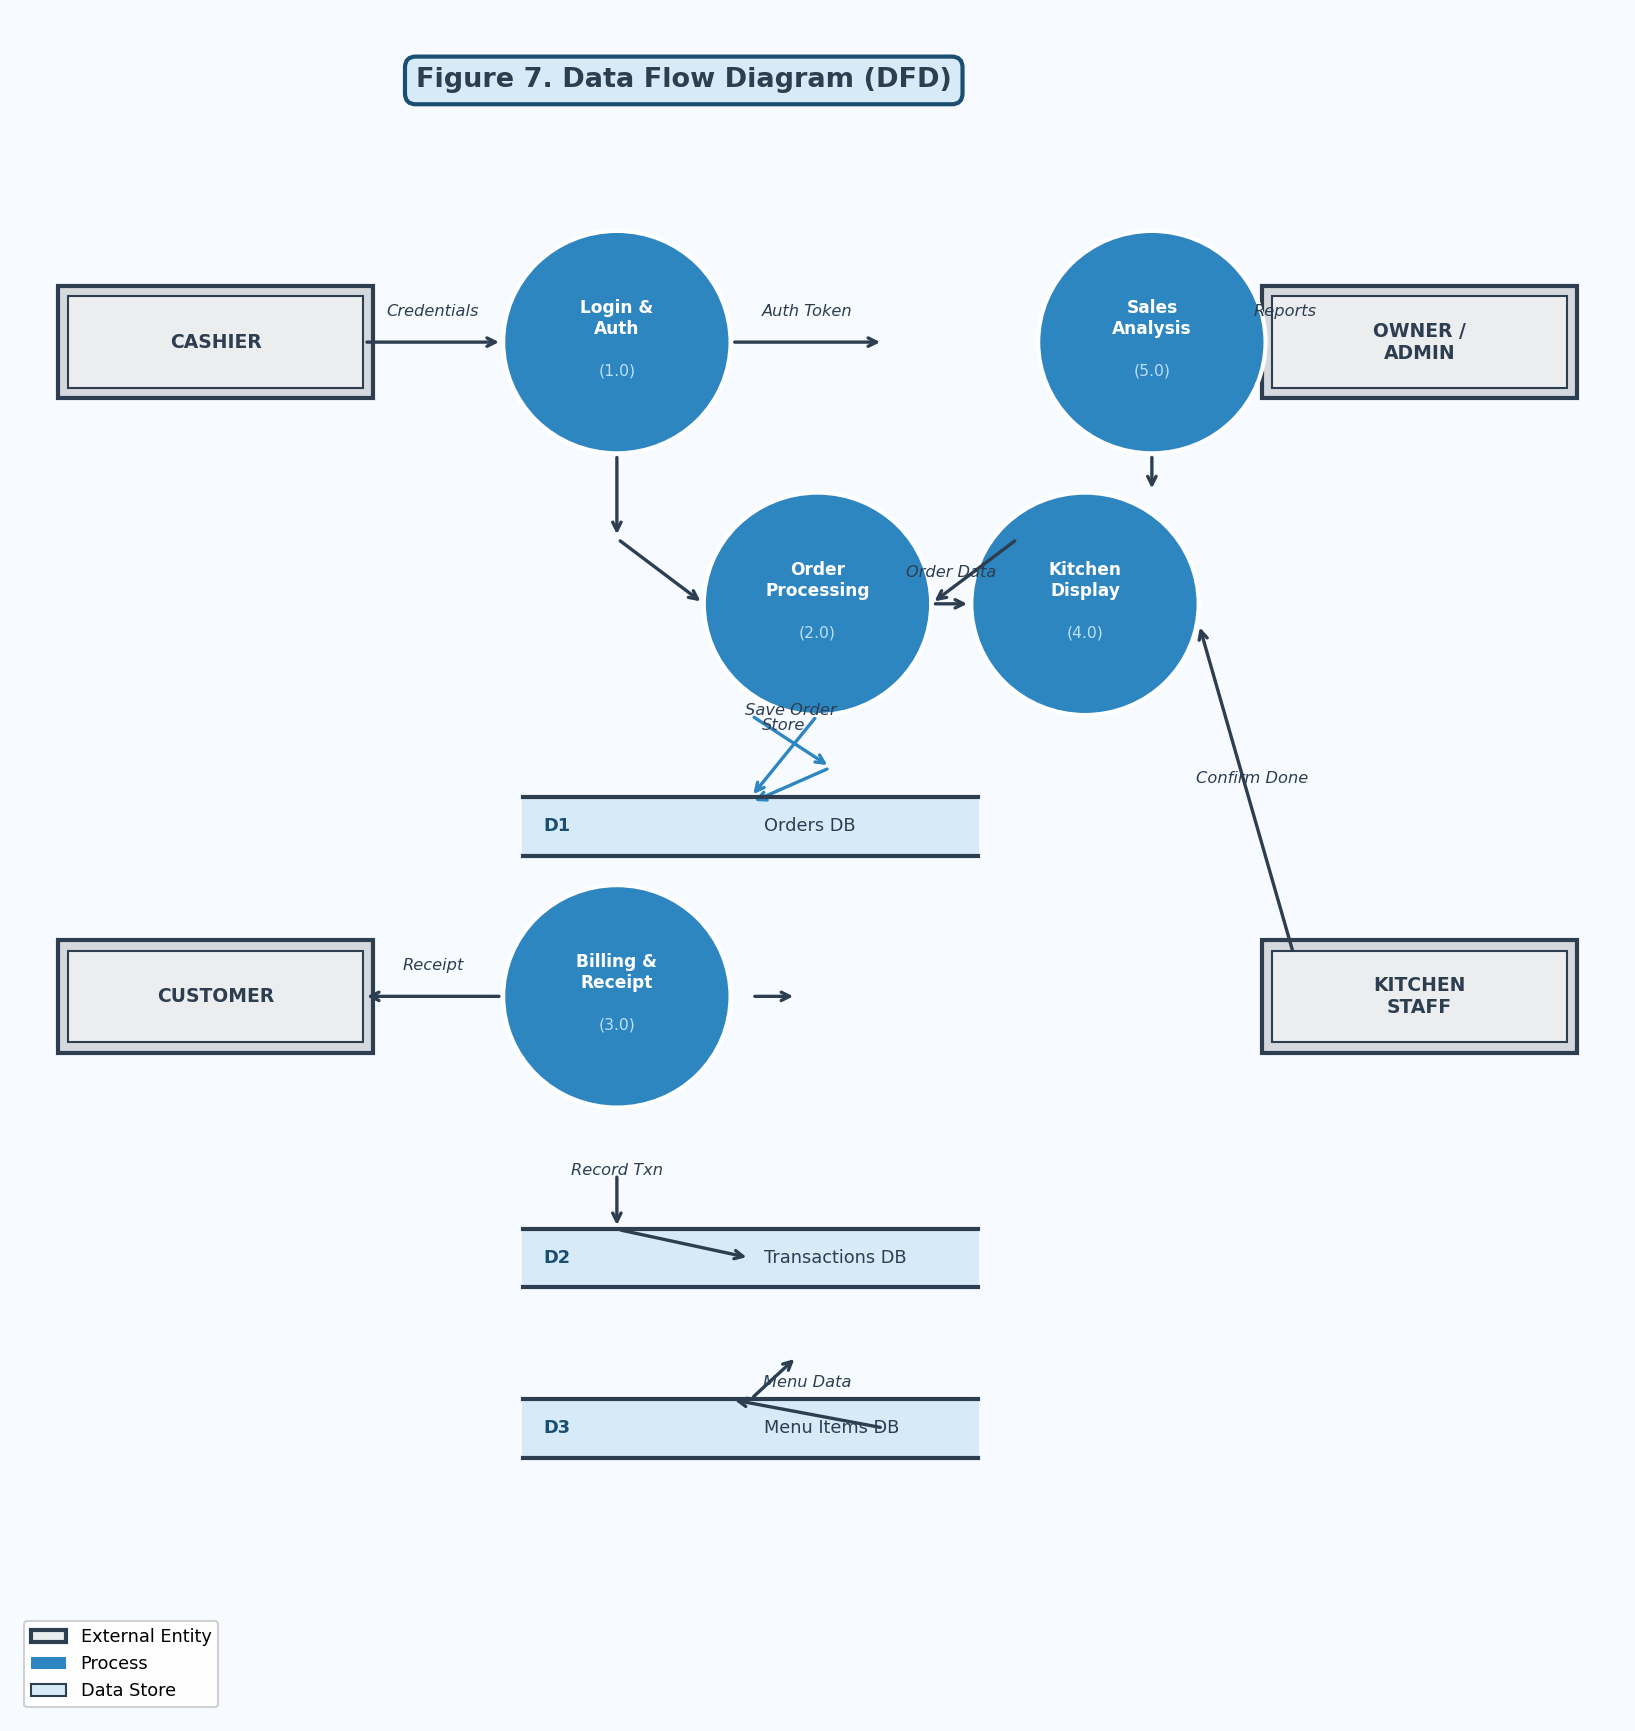 Figure 7. Data Flow Diagram (DFD)
CASHIER
Credentials
Login &
Auth
(1.0)
Auth Token
Sales
Analysis
(5.0)
Reports
OWNER /
ADMIN
Order
Processing
(2.0)
Order Data
Kitchen
Display
(4.0)
Save Order
Store
Confirm Done
D1
Orders DB
CUSTOMER
Receipt
Billing &
Receipt
(3.0)
KITCHEN
STAFF
Record Txn
D2
Transactions DB
Menu Data
D3
Menu Items DB
External Entity
Process
Data Store